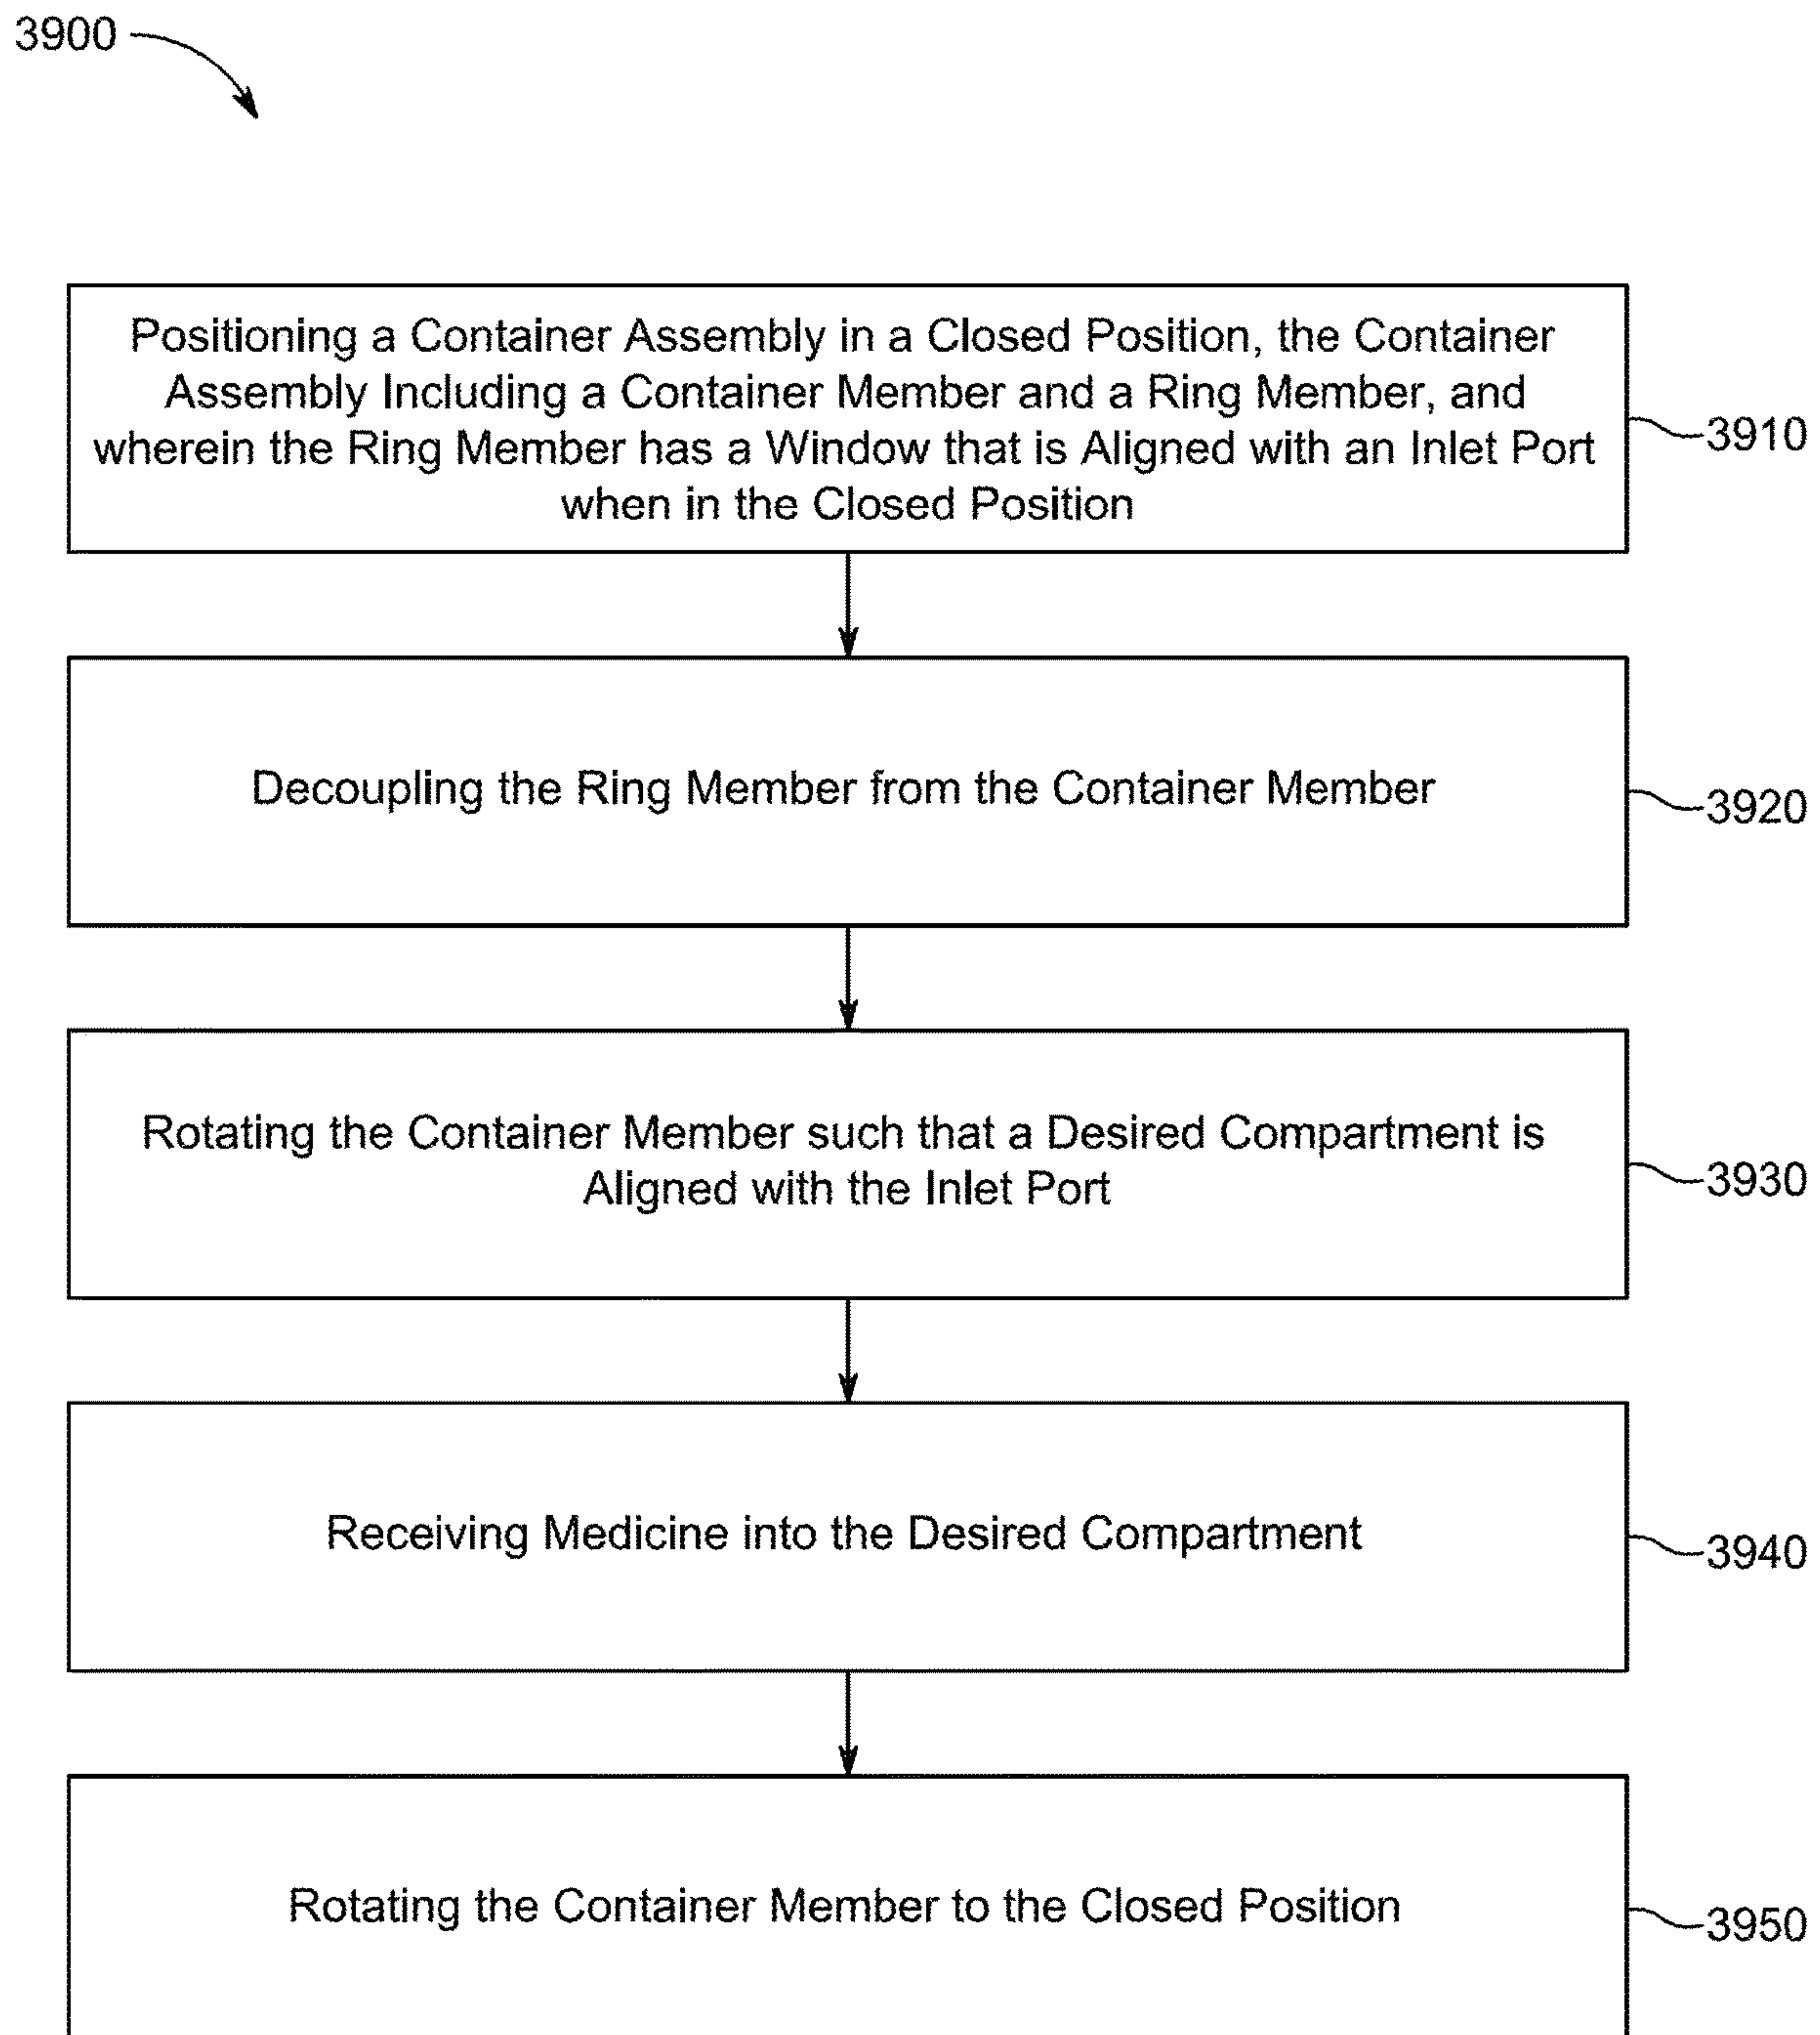 3900
Positioning a Container Assembly in a Closed Position, the Container
Assembly Including a Container Member and a Ring Member, and
wherein the Ring Member has a Window that is Aligned with an Inlet Port
when in the Closed Position
3910
Decoupling the Ring Member from the Container Member
3920
Rotating the Container Member such that a Desired Compartment is
Aligned with the Inlet Port
3930
Receiving Medicine into the Desired Compartment
3940
Rotating the Container Member to the Closed Position
3950